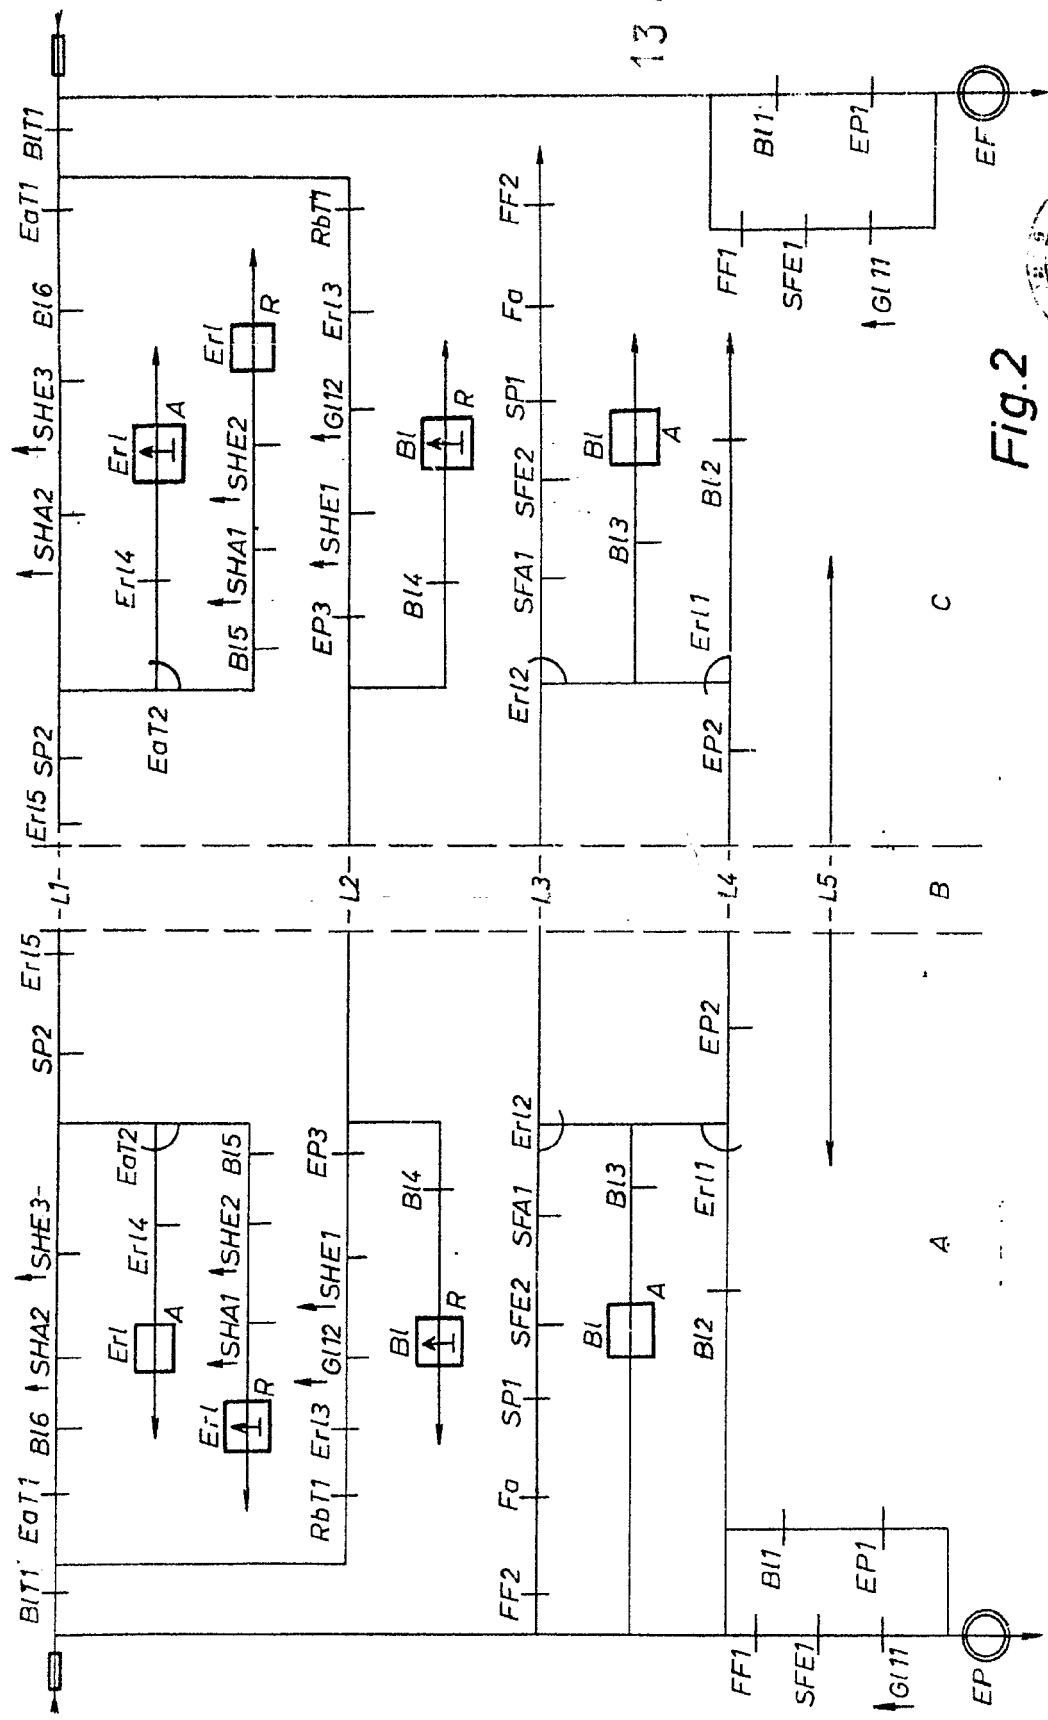 BlT1 EaT1 Bl6 SHA2 SHE3 SP2 Erl5 L1 Erl5 SP2 SHA2 SHE3 Bl6 EaT1 BlT1
Erl Erl4 EaT2 Erl4 Erl
A EaT2 A
Erl SHA1 SHE2 Bl5 Bl5 SHA1 SHE2 Erl
R R
RbT1 Erl3 Gl12 SHE1 EP3 L2 EP3 SHE1 Gl12 Erl3 RbT1
Bl Bl4 Bl4 Bl
R R
FF2 Fa SP1 SFE2 SFA1 Erl2 L3 Erl2 SFA1 SFE2 SP1 Fa FF2
Bl Bl3 Bl3 Bl
A A
Bl2 Erl1 EP2 L4 EP2 Erl1 Bl2
13
FF1 Bl1 FF1 Bl1
SFE1 L5 SFE1
Gl11 EP1 Gl11 EP1
A B C
EP EF
Fig.2